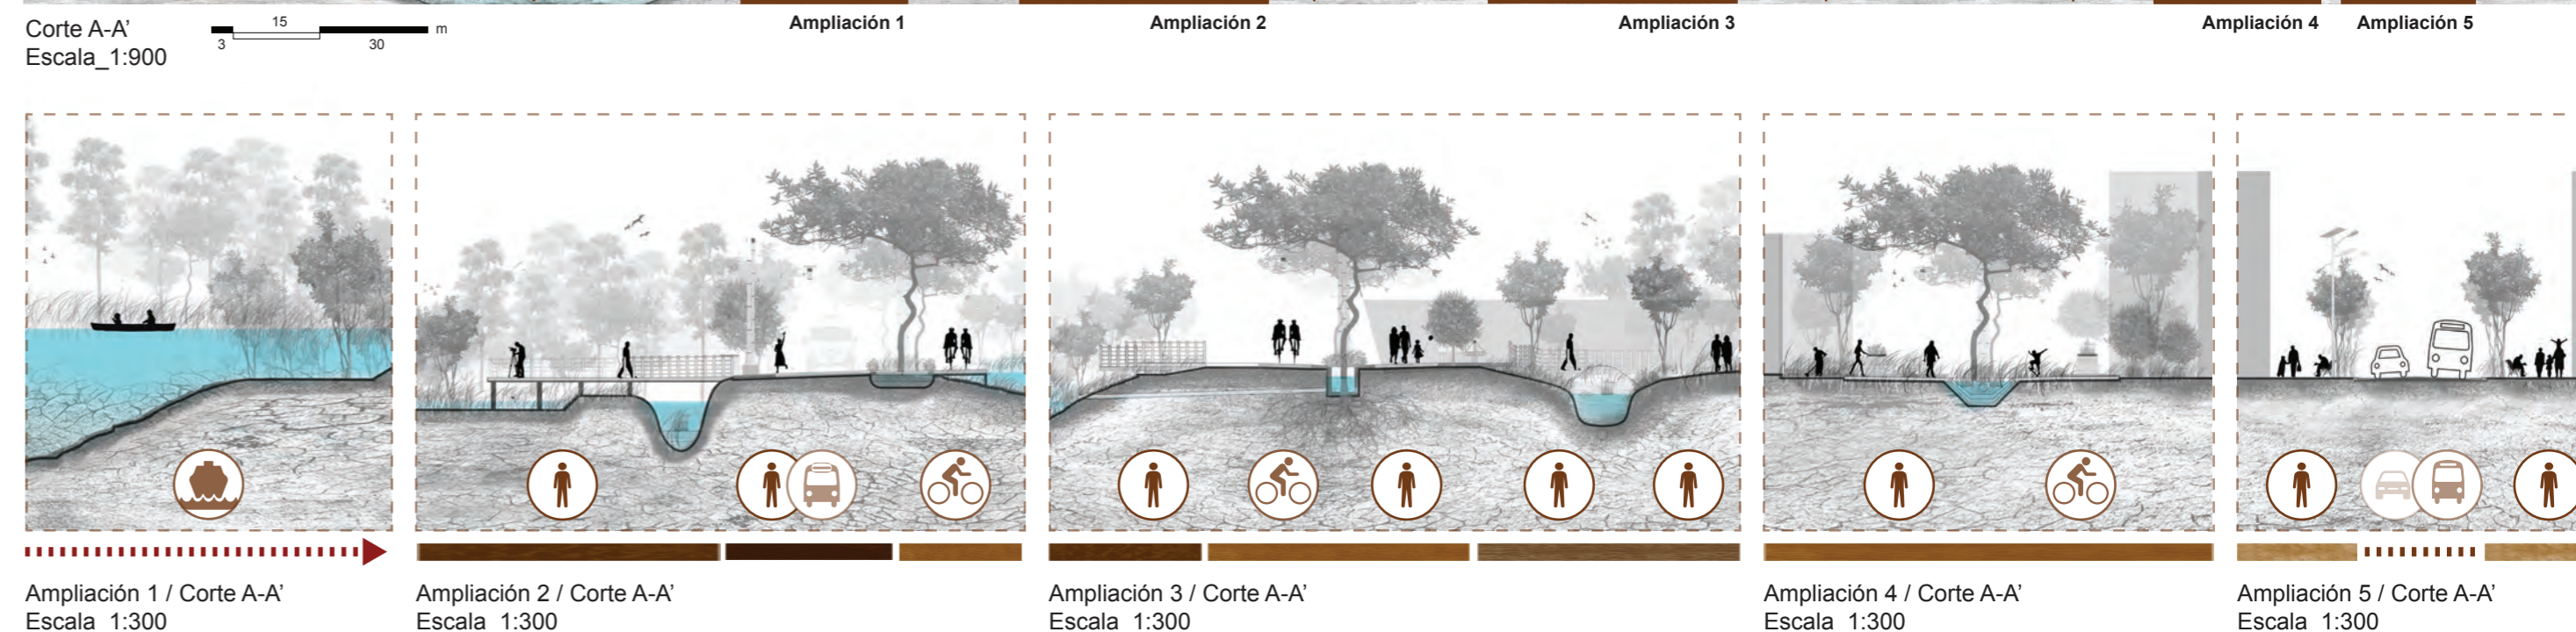 Corte A-A’
Escala_1:900
3 15 30 m
Ampliación 1
Ampliación 2
Ampliación 3
Ampliación 4
Ampliación 5
Ampliación 1 / Corte A-A’
Escala 1:300
Ampliación 2 / Corte A-A’
Escala 1:300
Ampliación 3 / Corte A-A’
Escala 1:300
Ampliación 4 / Corte A-A’
Escala 1:300
Ampliación 5 / Corte A-A’
Escala 1:300